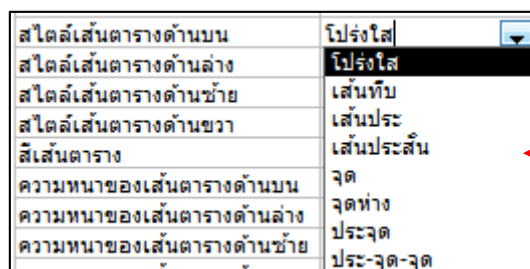 สไตล์เส้นตารางด้านบน โปร่งใส
สไตล์เส้นตารางด้านล่าง โปร่งใส
สไตล์เส้นตารางด้านซ้าย เส้นทึบ
สไตล์เส้นตารางด้านขวา เส้นประ
สีเส้นตาราง เส้นประสั้น
ความหนาของเส้นตารางด้านบน จุด
ความหนาของเส้นตารางด้านล่าง จุดห่าง
ความหนาของเส้นตารางด้านซ้าย ประจุด
ประ-จุด-จุด